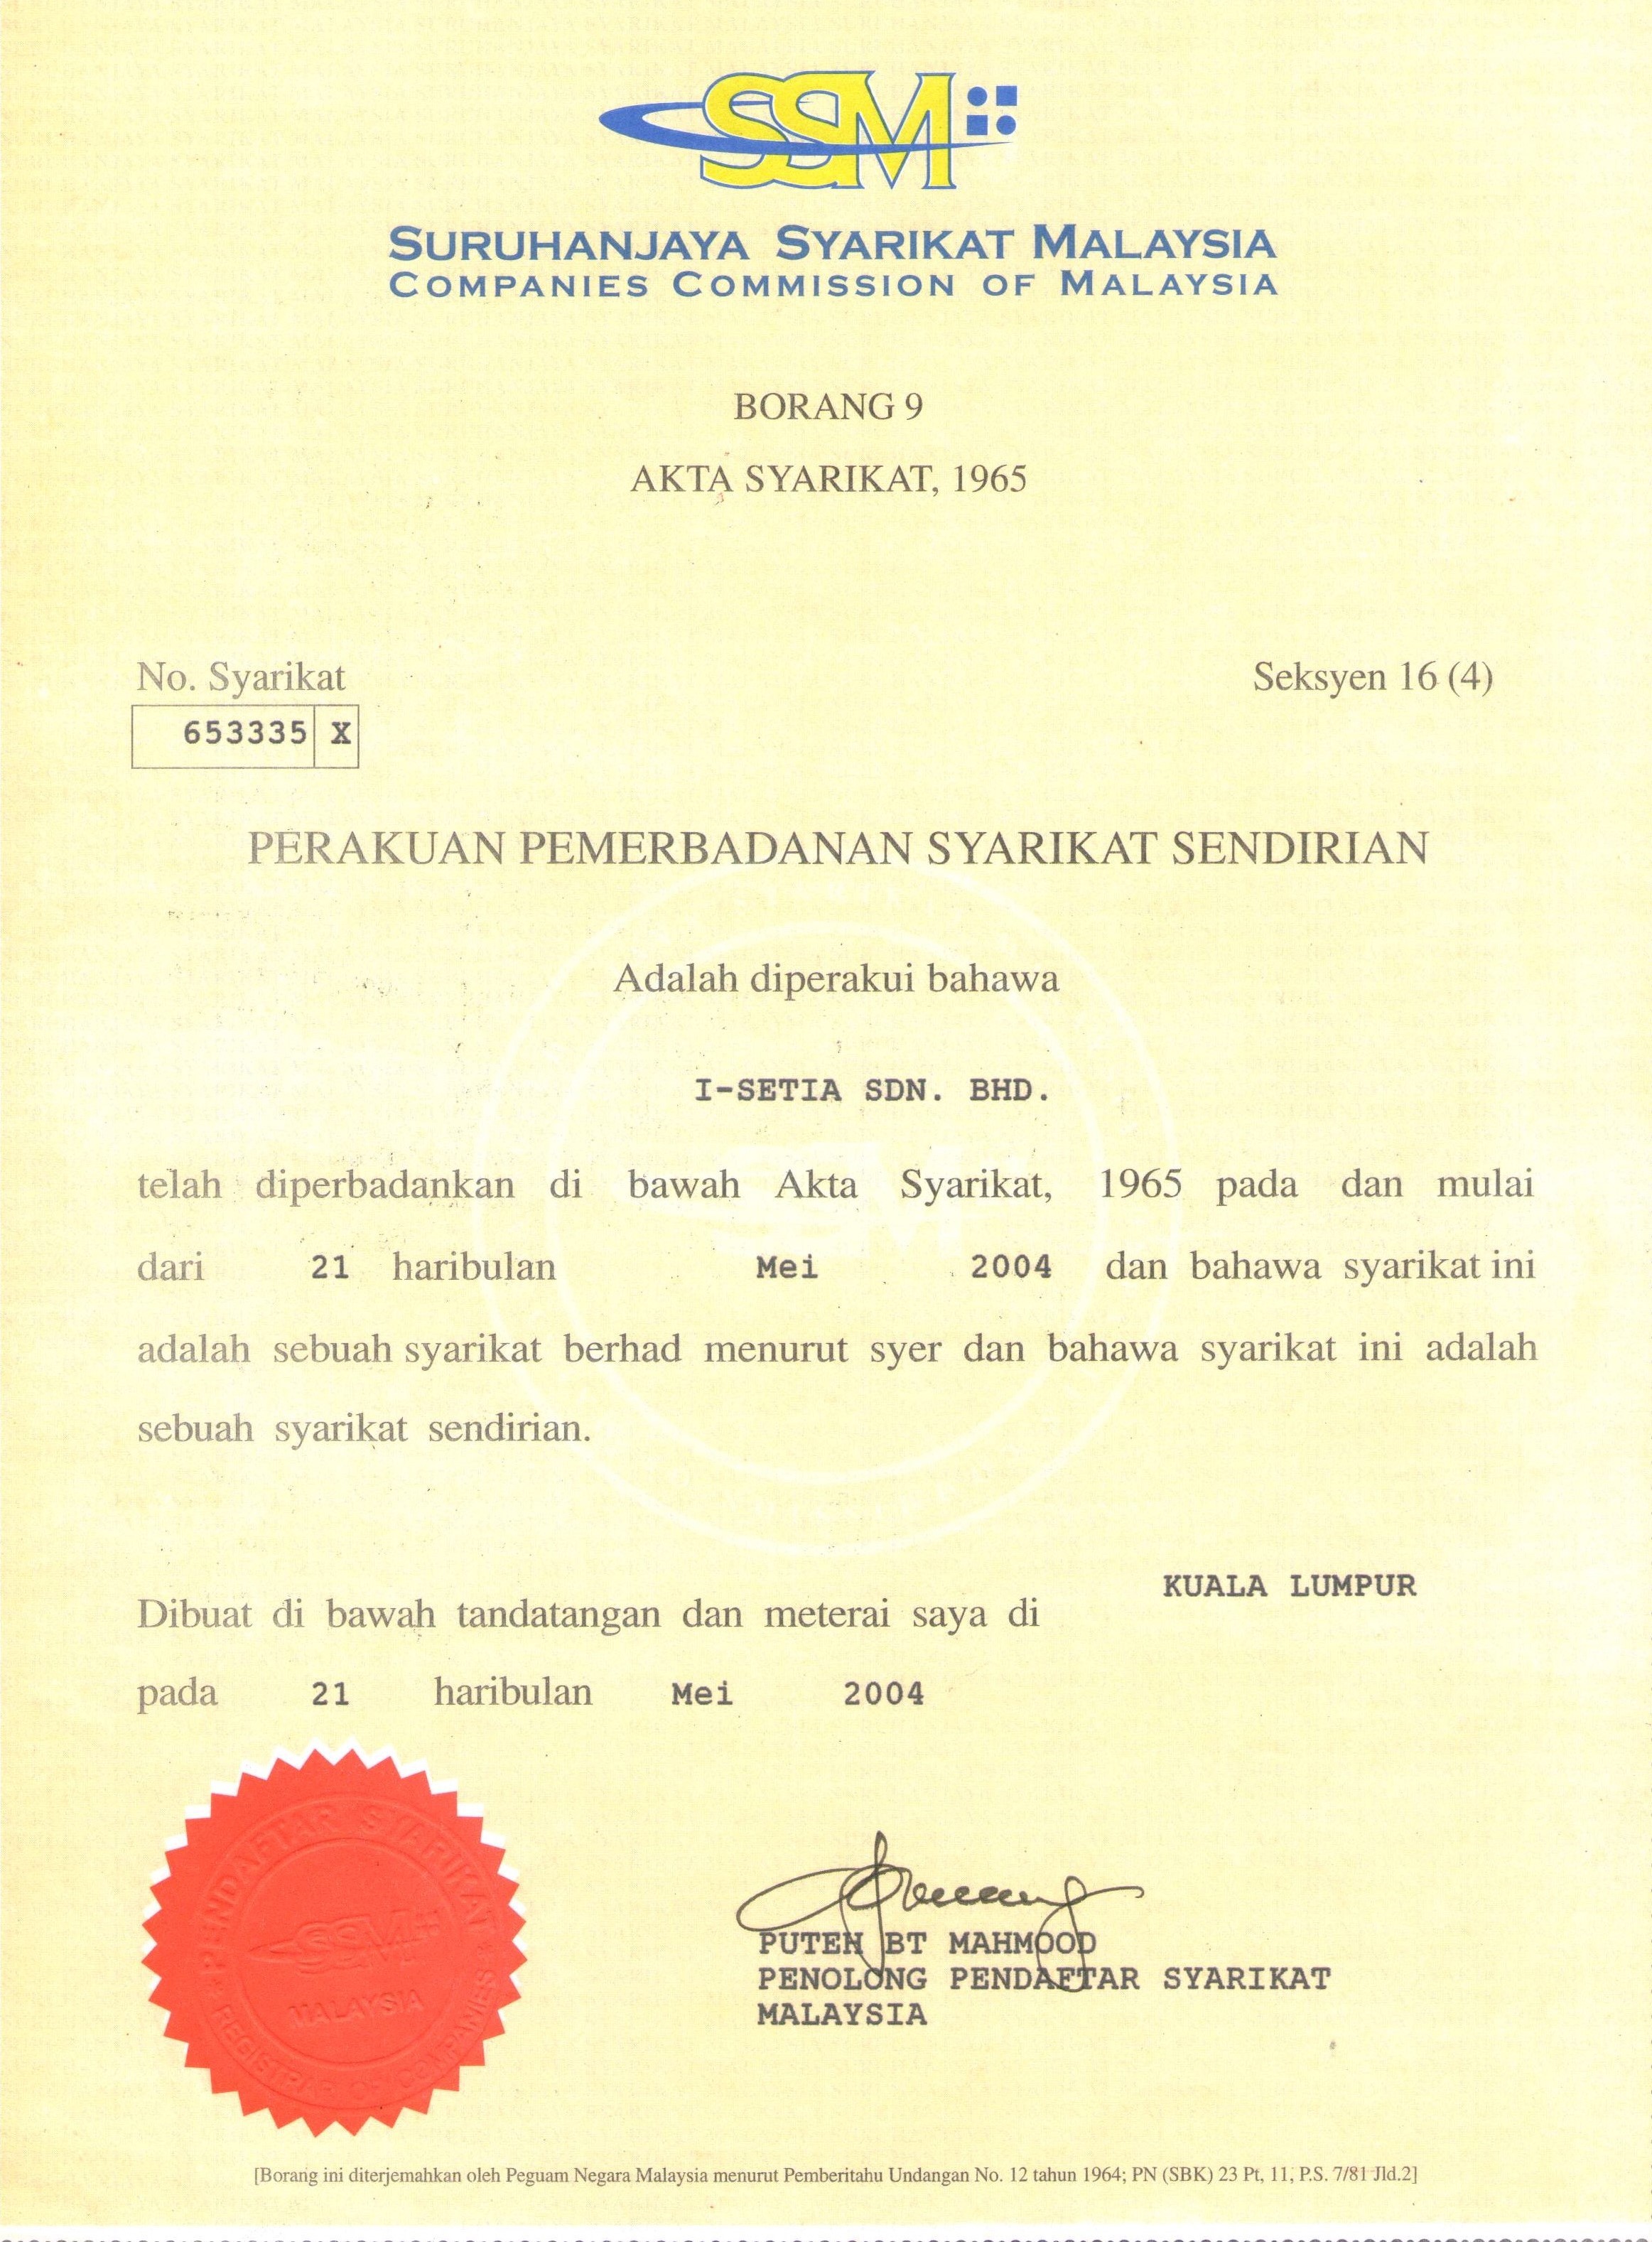 SSM
SURUHANJAYA SYARIKAT MALAYSIA
COMPANIES COMMISSION OF MALAYSIA
BORANG 9
AKTA SYARIKAT, 1965
No. Syarikat
Seksyen 16 (4)
653335 X
PERAKUAN PEMERBADANAN SYARIKAT SENDIRIAN
Adalah diperakui bahawa
I-SETIA SDN. BHD.
telah diperbadankan di bawah Akta Syarikat, 1965 pada dan mulai
dari 21 haribulan Mei 2004 dan bahawa syarikat ini
adalah sebuah syarikat berhad menurut syer dan bahawa syarikat ini adalah
sebuah syarikat sendirian.
KUALA LUMPUR
Dibuat di bawah tandatangan dan meterai saya di
pada 21 haribulan Mei 2004
PENDAFTAR SYARIKAT
SSM
MALAYSIA
REGISTRAR OF COMPANIES
PUTEH BT MAHMOOD
PENOLONG PENDAFTAR SYARIKAT
MALAYSIA
[Borang ini diterjemahkan oleh Peguam Negara Malaysia menurut Pemberitahu Undangan No. 12 tahun 1964; PN (SBK) 23 Pt, 11, P.S. 7/81 Jld.2]